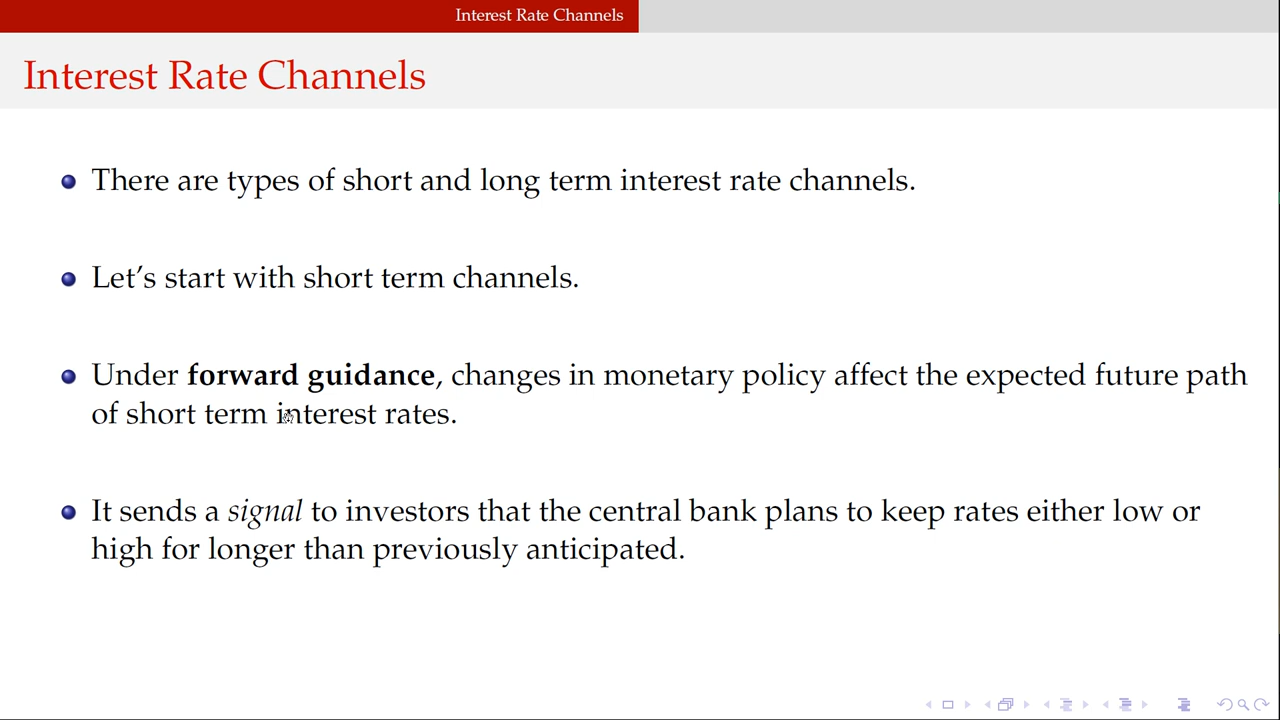 Interest Rate Channels
Interest Rate Channels
There are types of short and long term interest rate channels.
Let's start with short term channels.
Under forward guidance, changes in monetary policy affect the expected future path
of short term interest rates.
It sends a signal to investors that the central bank plans to keep rates either low or
high for longer than previously anticipated.